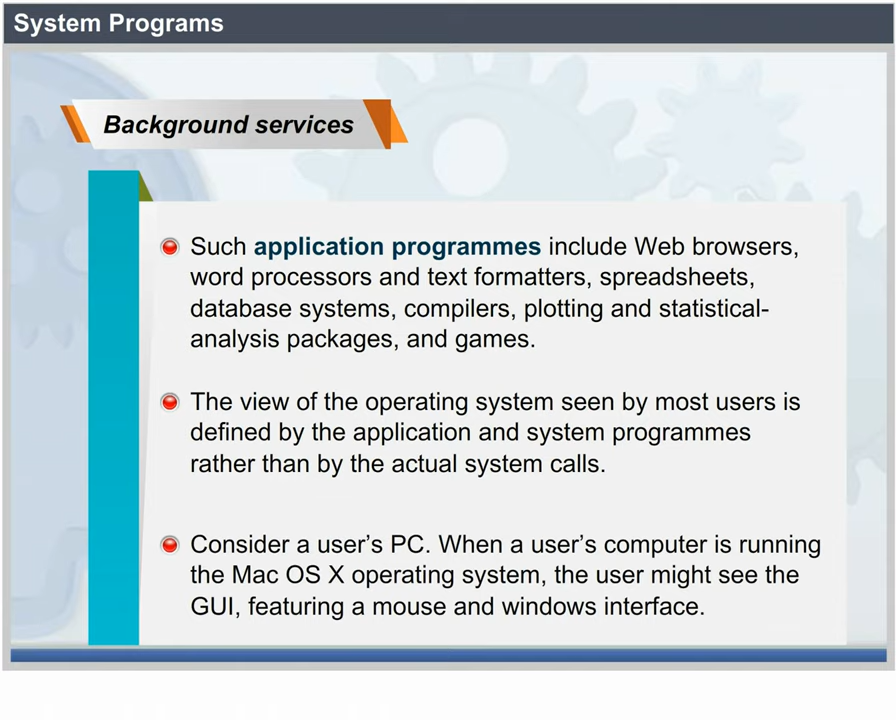 System Programs
Background services
Such application programmes include Web browsers,
word processors and text formatters, spreadsheets,
database systems, compilers, plotting and statistical-
analysis packages, and games.
The view of the operating system seen by most users is
defined by the application and system programmes
rather than by the actual system calls.
Consider a user’s PC. When a user’s computer is running
the Mac OS X operating system, the user might see the
GUI, featuring a mouse and windows interface.